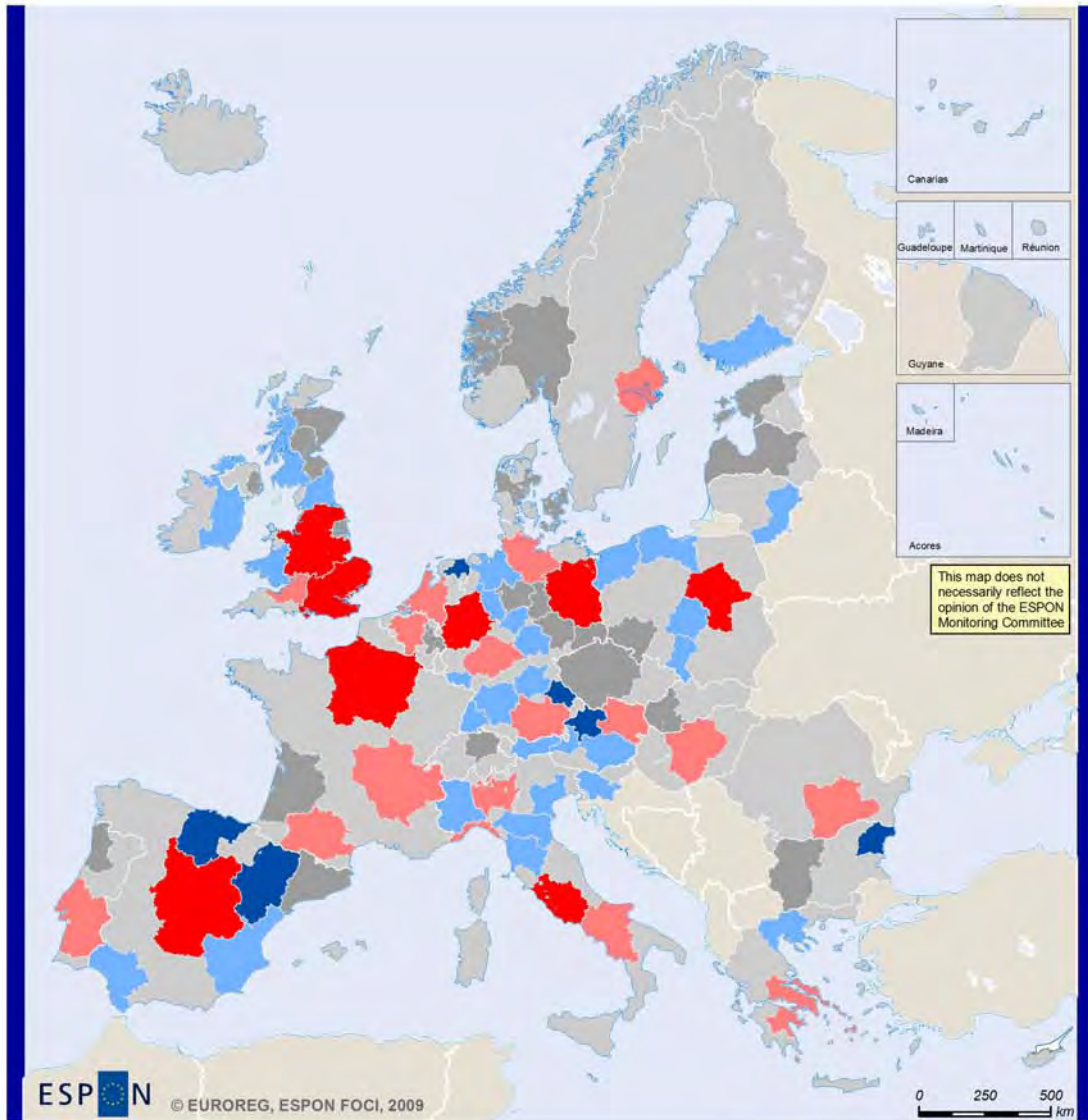 Canarias
Guadeloupe
Martinique
Réunion
Guyane
Madeira
Acores
This map does not
necessarily reflect the
opinion of the ESPON
Monitoring Committee
ESPON
© EUROREG, ESPON FOCI, 2009
0 250 500
km